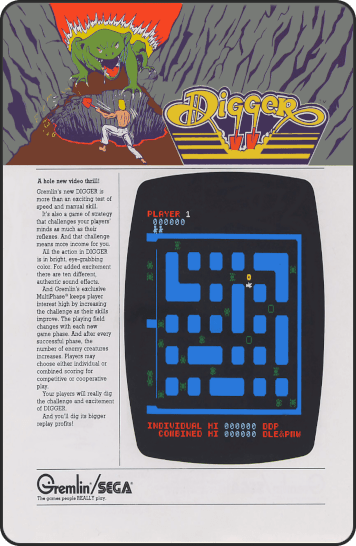 DIGGER
A hole new video thrill!
Gremlin's new DIGGER is
more than an exciting test of
speed and manual skill.
It's also a game of strategy
that challenges your players'
minds as much as their
reflexes. And that challenge
means more income for you.
All the action in DIGGER
is in bright, eye-grabbing
color. For added excitement
there are ten different,
authentic sound effects.
And Gremlin's exclusive
MultiPhase® keeps player
interest high by increasing
the challenge as their skills
improve. The playing field
changes with each new
game phase. And after every
successful phase, the
number of enemy creatures
increases. Players may
choose either individual or
combined scoring for
competitive or cooperative
play.
Your players will really dig
the challenge and excitement
of DIGGER.
And you'll dig its bigger
replay profits!
PLAYER 1
000000
INDIVIDUAL HI 000000 DDP
COMBINED HI 000000 DLE&PNW
Gremlin/SEGA
The games people REALLY play.